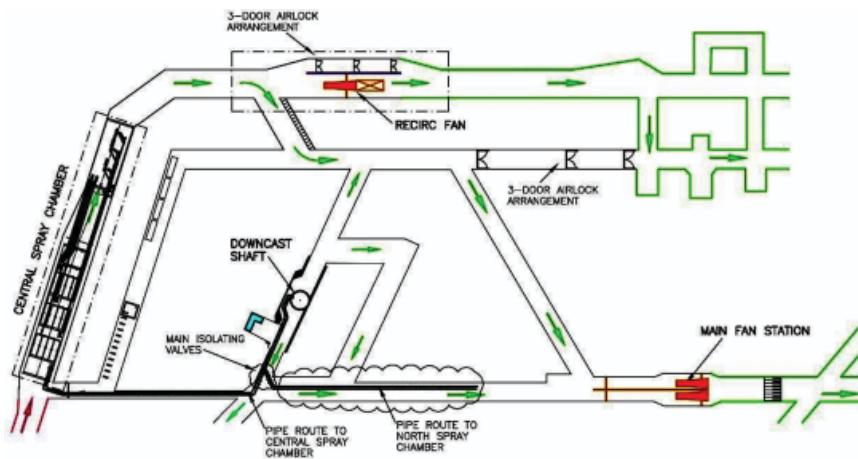 3-DOOR AIRLOCK
ARRANGEMENT
RECIRC FAN
CENTRAL SPRAY CHAMBER
3-DOOR AIRLOCK
ARRANGEMENT
DOWNCAST
SHAFT
MAIN ISOLATING
VALVES
MAIN FAN STATION
PIPE ROUTE TO
CENTRAL SPRAY
CHAMBER
PIPE ROUTE TO
NORTH SPRAY
CHAMBER